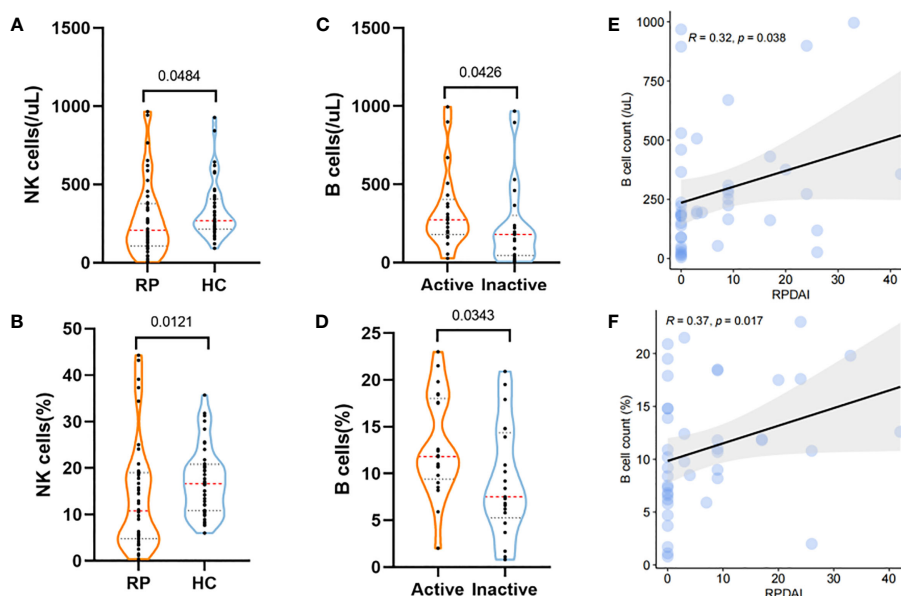 A
NK cells(/uL)
1500
1000
500
0
0.0484
RP
HC
B
NK cells(%)
50
40
30
20
10
0
0.0121
RP
HC
C
B cells(/uL)
1500
1000
500
0
0.0426
Active
Inactive
D
B cells(%)
25
20
15
10
5
0
0.0343
Active
Inactive
E
B cell count (/uL)
1000
750
500
250
0
R = 0.32, p = 0.038
0
10
20
30
40
RPDAI
F
B cell count (%)
20
15
10
5
0
R = 0.37, p = 0.017
0
10
20
30
40
RPDAI